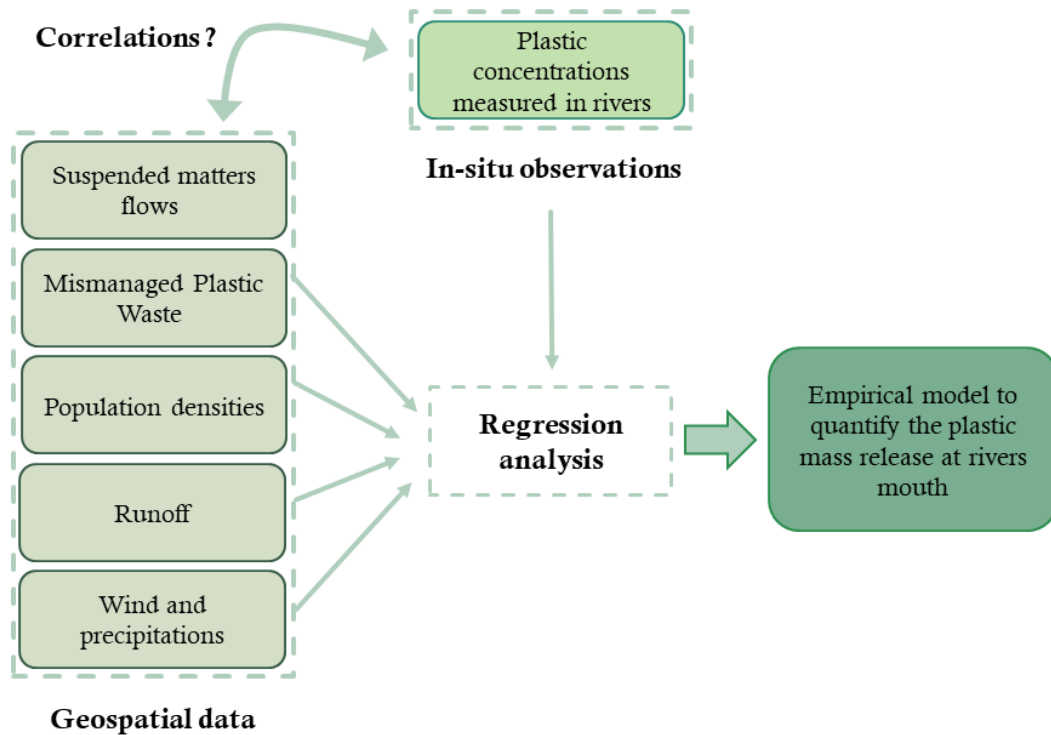 Correlations ?
Plastic
concentrations
measured in rivers
In-situ observations
Suspended matters
flows
Mismanaged Plastic
Waste
Population densities
Runoff
Wind and
precipitations
Geospatial data
Regression
analysis
Empirical model to
quantify the plastic
mass release at rivers
mouth